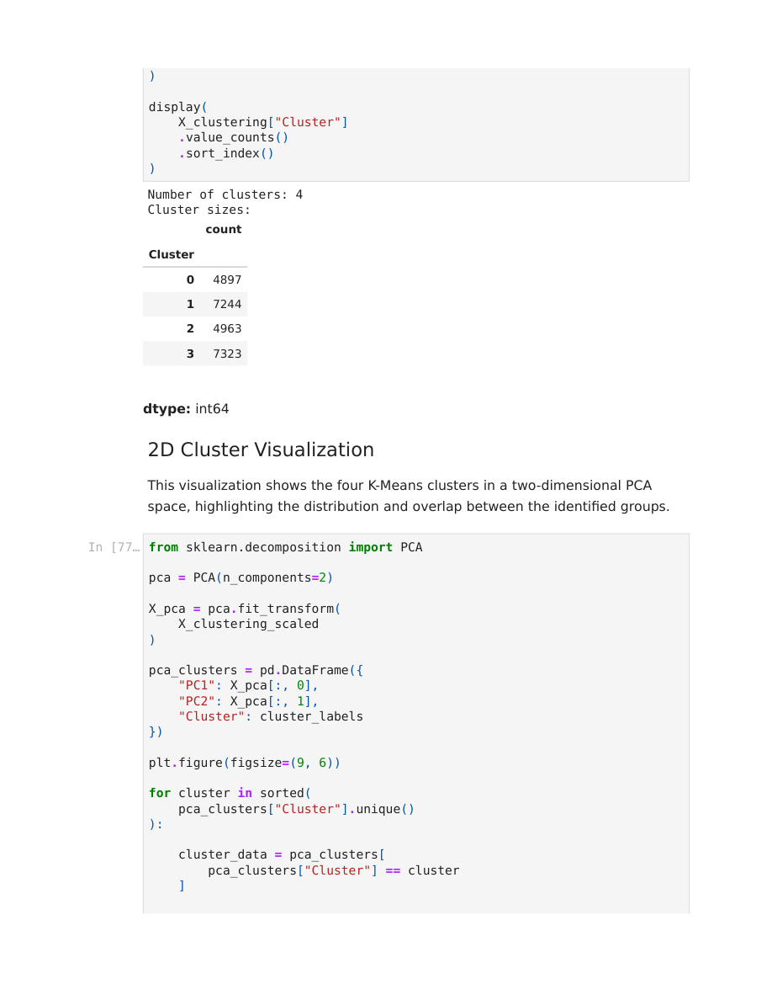 )

display(
    X_clustering["Cluster"]
    .value_counts()
    .sort_index()
)
Number of clusters: 4
Cluster sizes:
count
Cluster
0 4897
1 7244
2 4963
3 7323
dtype: int64
2D Cluster Visualization
This visualization shows the four K-Means clusters in a two-dimensional PCA
space, highlighting the distribution and overlap between the identified groups.
In [77… from sklearn.decomposition import PCA

pca = PCA(n_components=2)

X_pca = pca.fit_transform(
    X_clustering_scaled
)

pca_clusters = pd.DataFrame({
    "PC1": X_pca[:, 0],
    "PC2": X_pca[:, 1],
    "Cluster": cluster_labels
})

plt.figure(figsize=(9, 6))

for cluster in sorted(
    pca_clusters["Cluster"].unique()
):

    cluster_data = pca_clusters[
        pca_clusters["Cluster"] == cluster
    ]